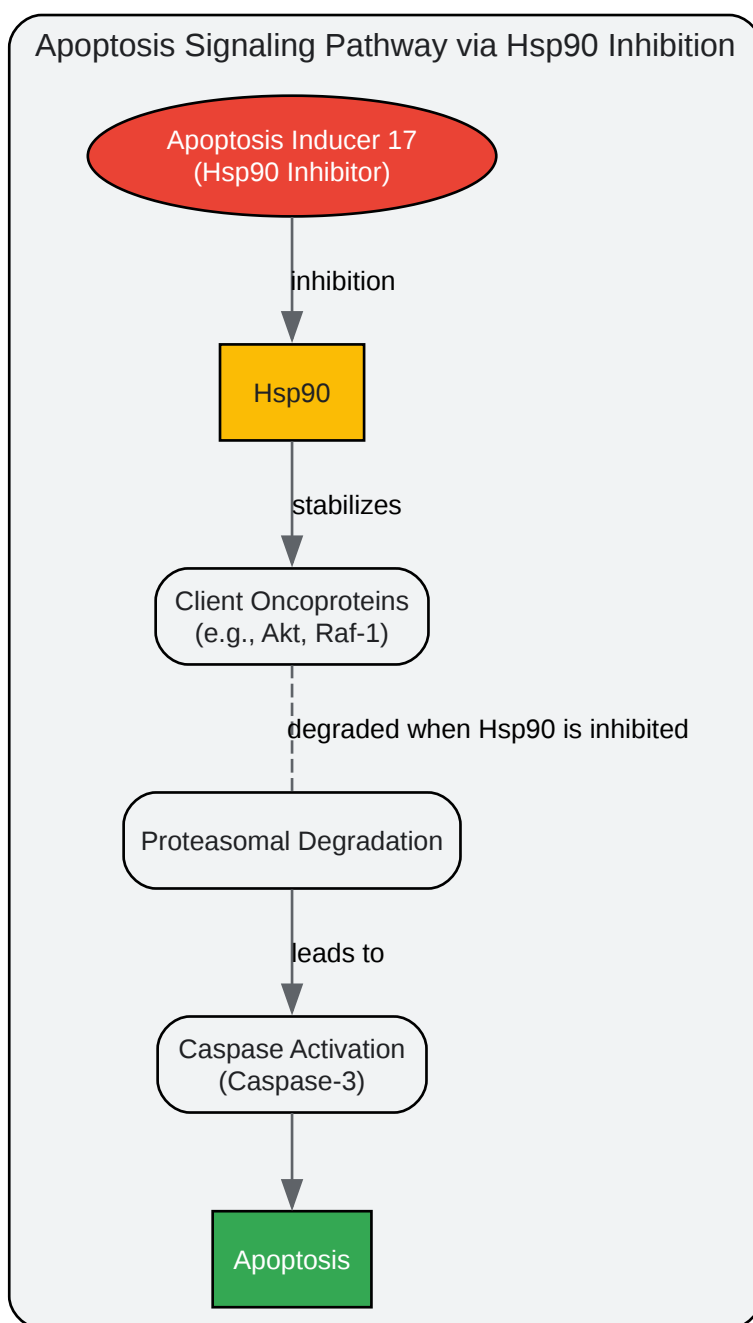 Apoptosis Signaling Pathway via Hsp90 Inhibition
Apoptosis Inducer 17
(Hsp90 Inhibitor)
inhibition
Hsp90
stabilizes
Client Oncoproteins
(e.g., Akt, Raf-1)
degraded when Hsp90 is inhibited
Proteasomal Degradation
leads to
Caspase Activation
(Caspase-3)
Apoptosis